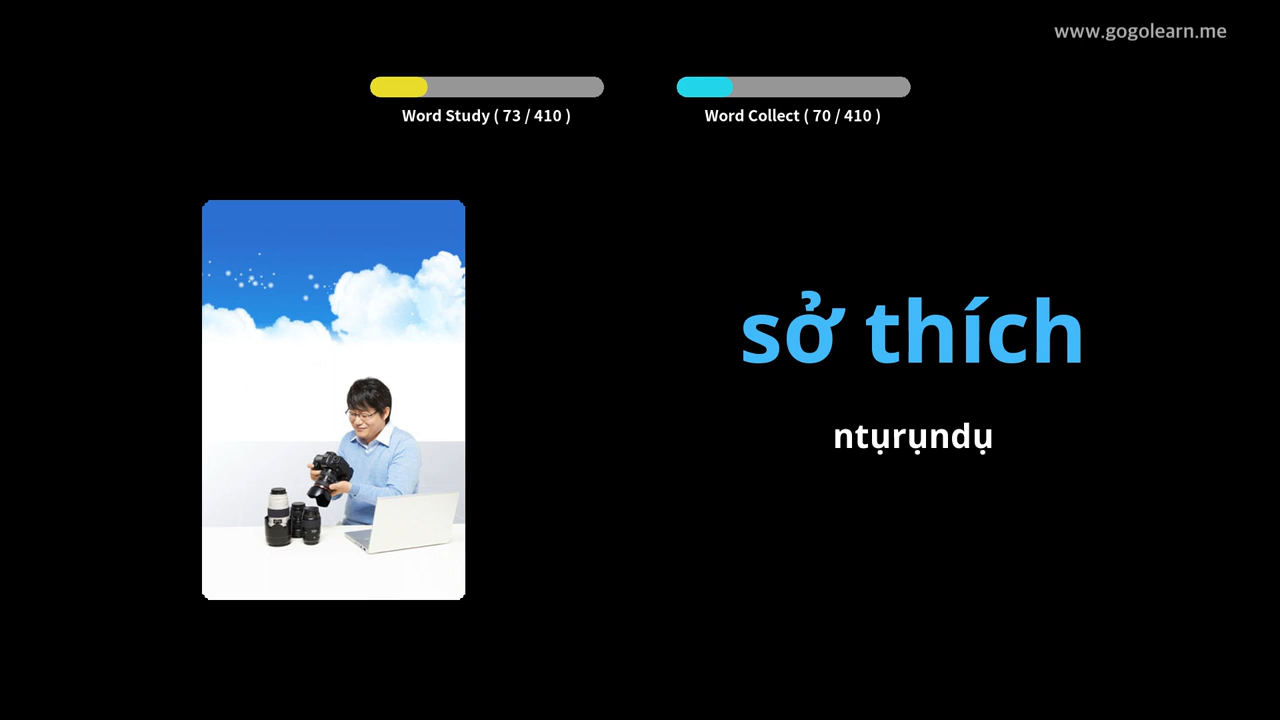 www.gogolearn.me
Word Study ( 73 / 410 )
Word Collect ( 70 / 410 )
sở thích
ntụrụndụ